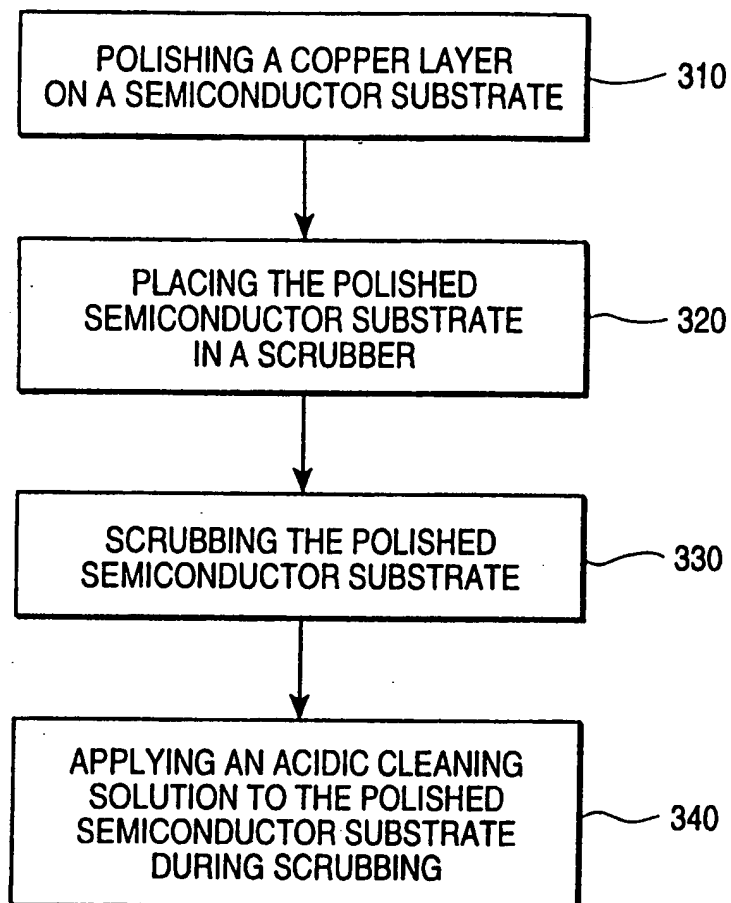 POLISHING A COPPER LAYER
ON A SEMICONDUCTOR SUBSTRATE
310
PLACING THE POLISHED
SEMICONDUCTOR SUBSTRATE
IN A SCRUBBER
320
SCRUBBING THE POLISHED
SEMICONDUCTOR SUBSTRATE
330
APPLYING AN ACIDIC CLEANING
SOLUTION TO THE POLISHED
SEMICONDUCTOR SUBSTRATE
DURING SCRUBBING
340